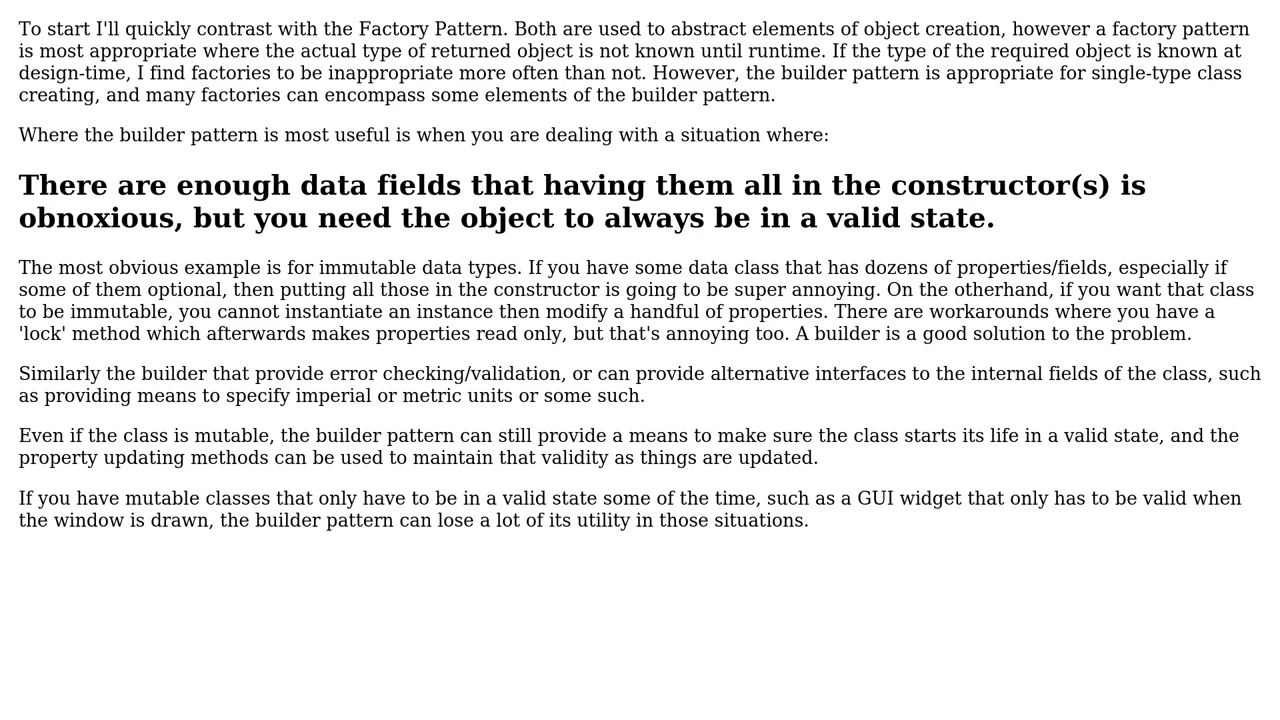 To start I'll quickly contrast with the Factory Pattern. Both are used to abstract elements of object creation, however a factory pattern
is most appropriate where the actual type of returned object is not known until runtime. If the type of the required object is known at
design-time, I find factories to be inappropriate more often than not. However, the builder pattern is appropriate for single-type class
creating, and many factories can encompass some elements of the builder pattern.
Where the builder pattern is most useful is when you are dealing with a situation where:
There are enough data fields that having them all in the constructor(s) is
obnoxious, but you need the object to always be in a valid state.
The most obvious example is for immutable data types. If you have some data class that has dozens of properties/fields, especially if
some of them optional, then putting all those in the constructor is going to be super annoying. On the otherhand, if you want that class
to be immutable, you cannot instantiate an instance then modify a handful of properties. There are workarounds where you have a
'lock' method which afterwards makes properties read only, but that's annoying too. A builder is a good solution to the problem.
Similarly the builder that provide error checking/validation, or can provide alternative interfaces to the internal fields of the class, such
as providing means to specify imperial or metric units or some such.
Even if the class is mutable, the builder pattern can still provide a means to make sure the class starts its life in a valid state, and the
property updating methods can be used to maintain that validity as things are updated.
If you have mutable classes that only have to be in a valid state some of the time, such as a GUI widget that only has to be valid when
the window is drawn, the builder pattern can lose a lot of its utility in those situations.